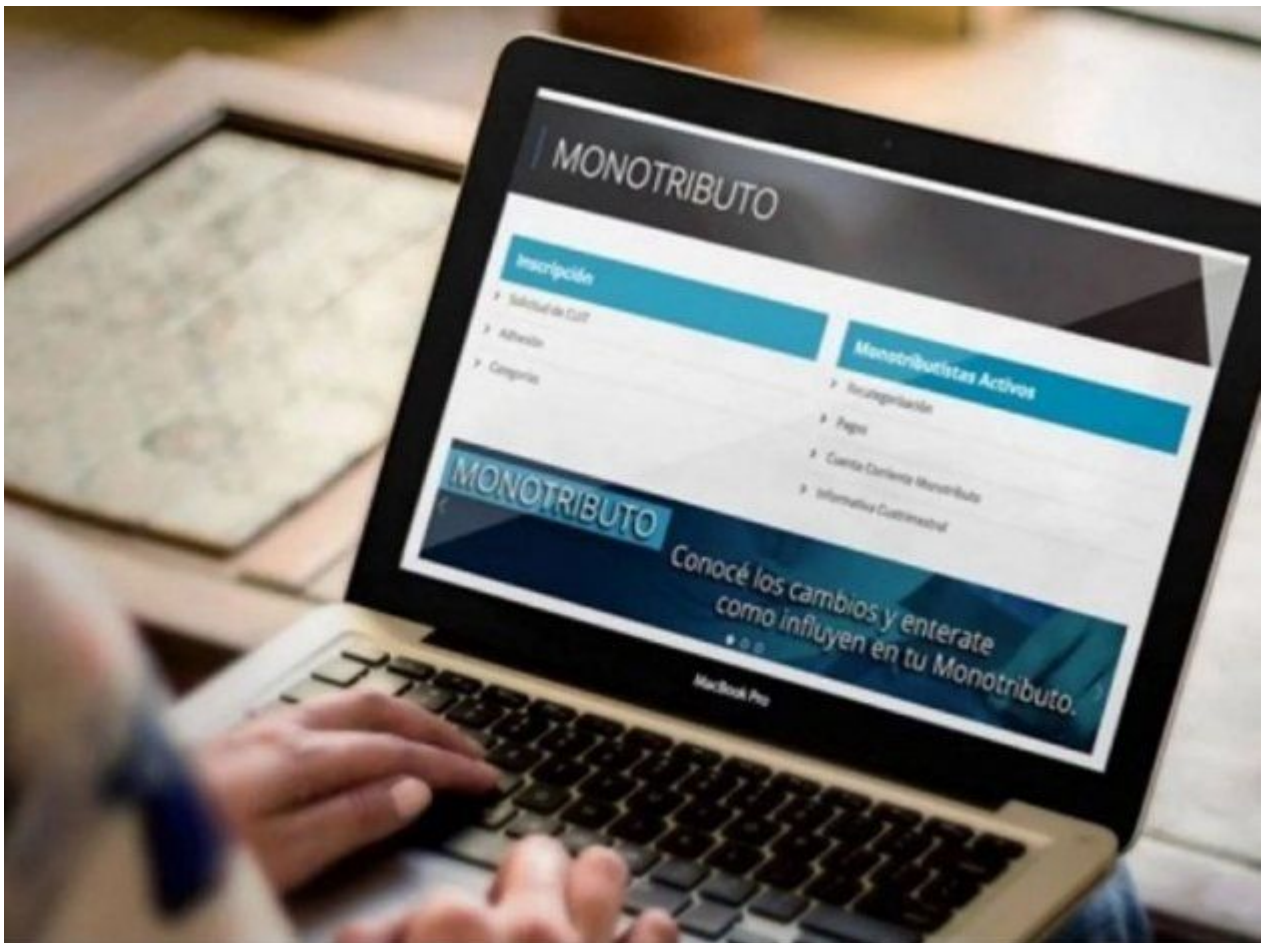 MONOTRIBUTO
Inscripción
Solicitud de CUIT
Adhesión
Categorías
Monotributistas Activos
Recategorización
Pagos
Cuenta Corriente Monotributo
Informativa Cuatrimestral
MONOTRIBUTO
Conocé los cambios y enterate
como influyen en tu Monotributo.
MacBook Pro